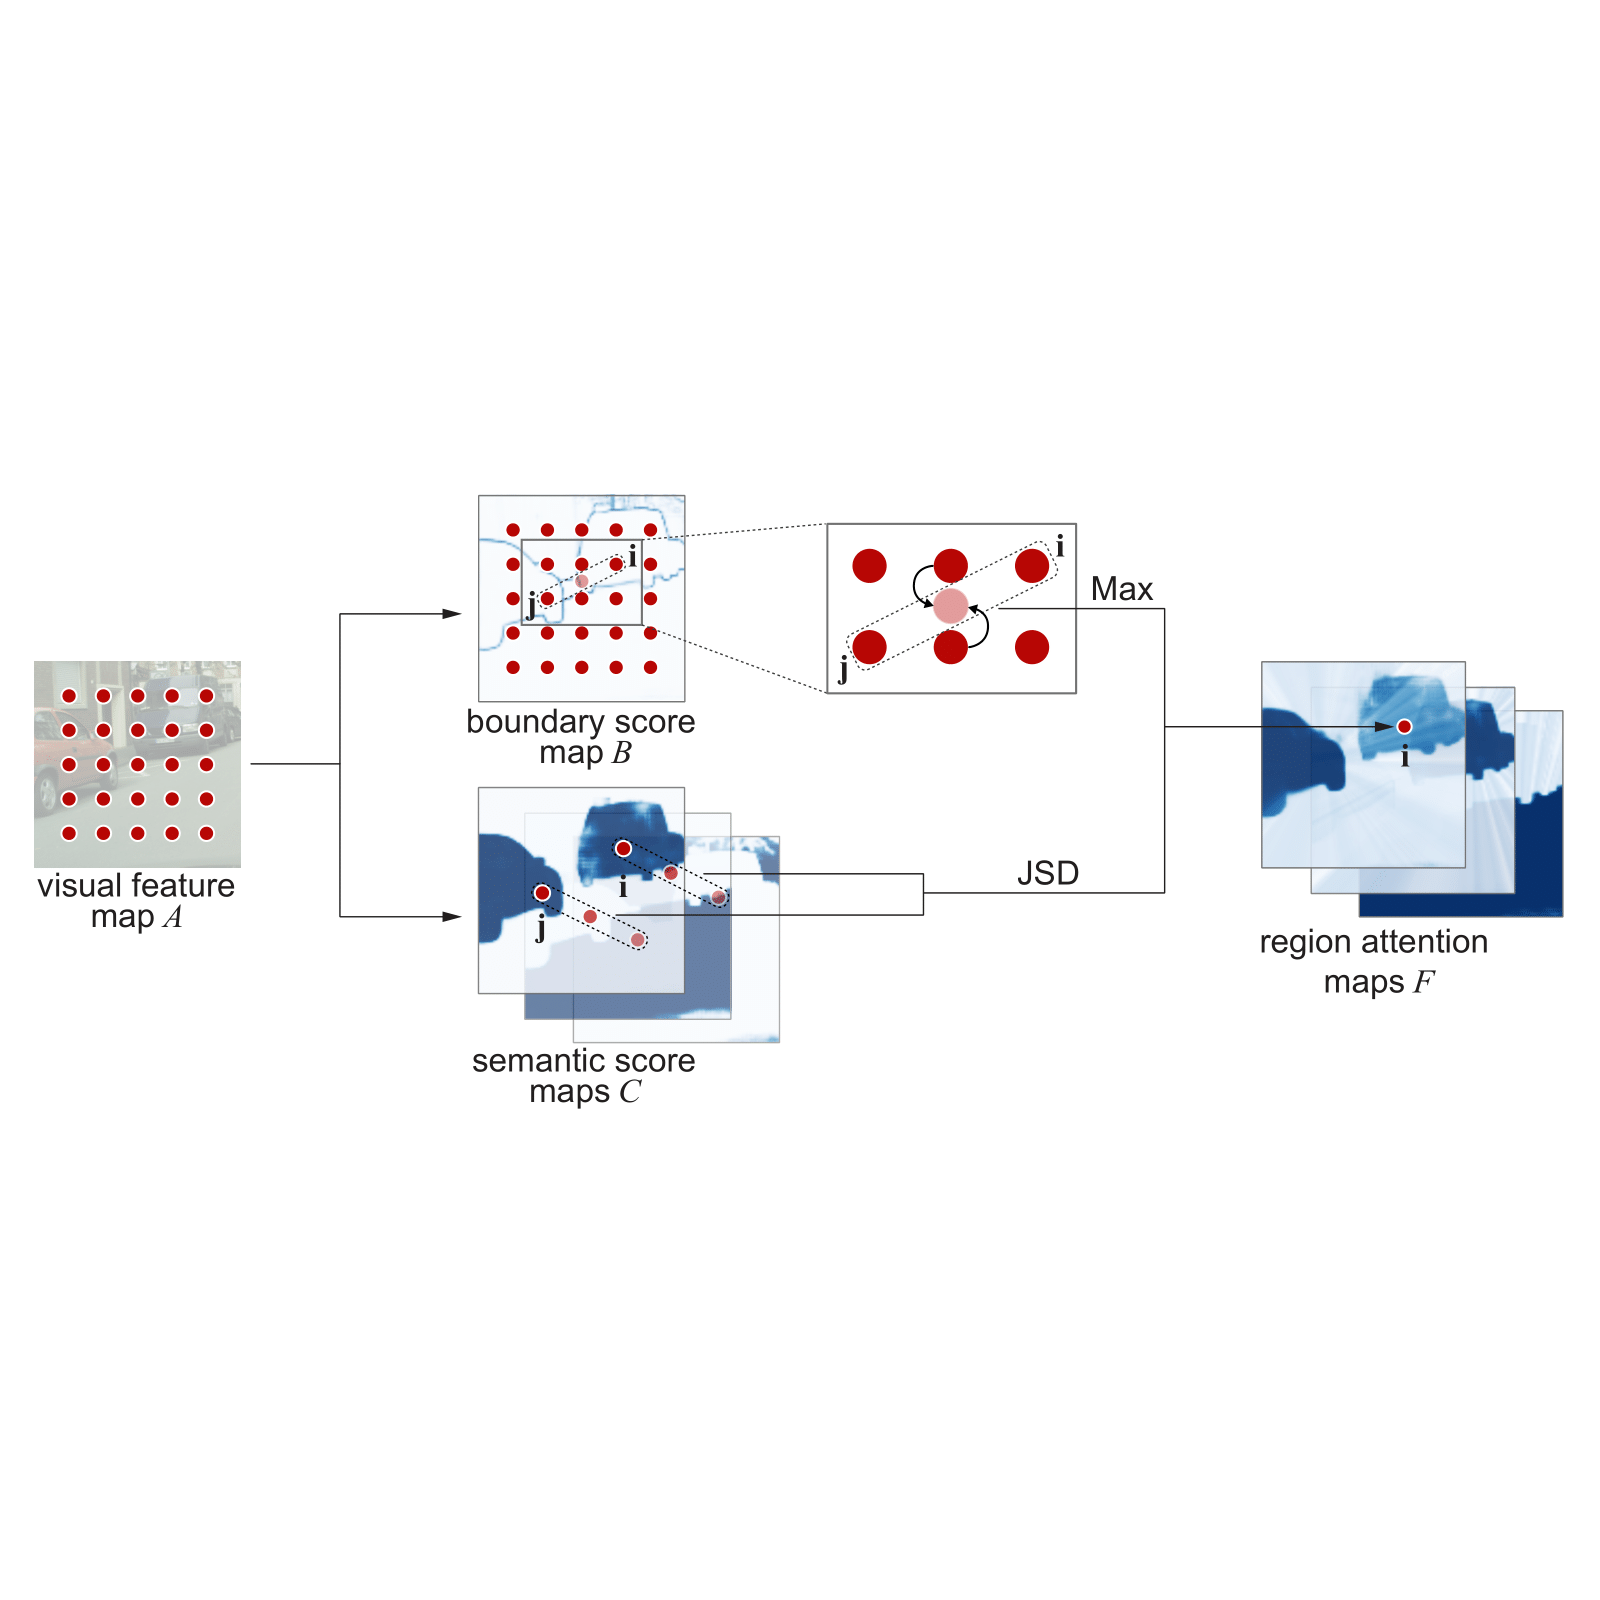 visual feature
map A
boundary score
map B
i
j
i
j
Max
semantic score
maps C
i
j
JSD
region attention
maps F
i